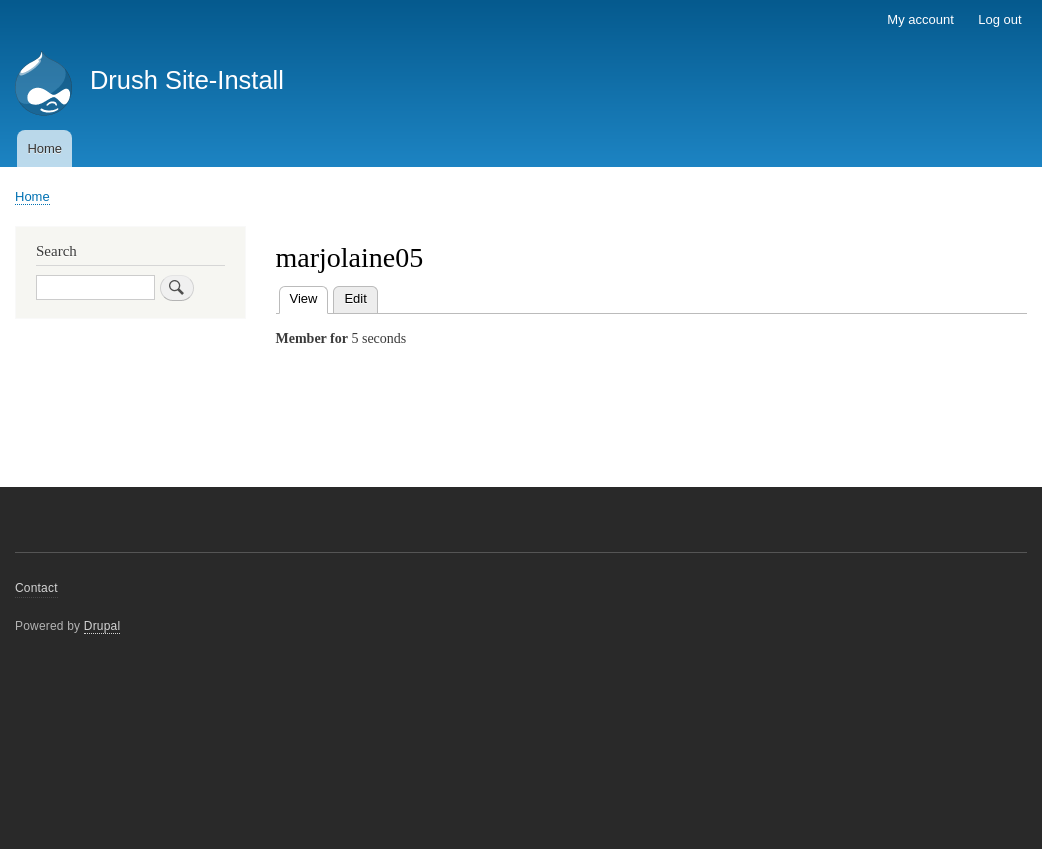 My account Log out
Drush Site-Install
Home
Home
Search
marjolaine05
View Edit
Member for 5 seconds
Contact
Powered by Drupal